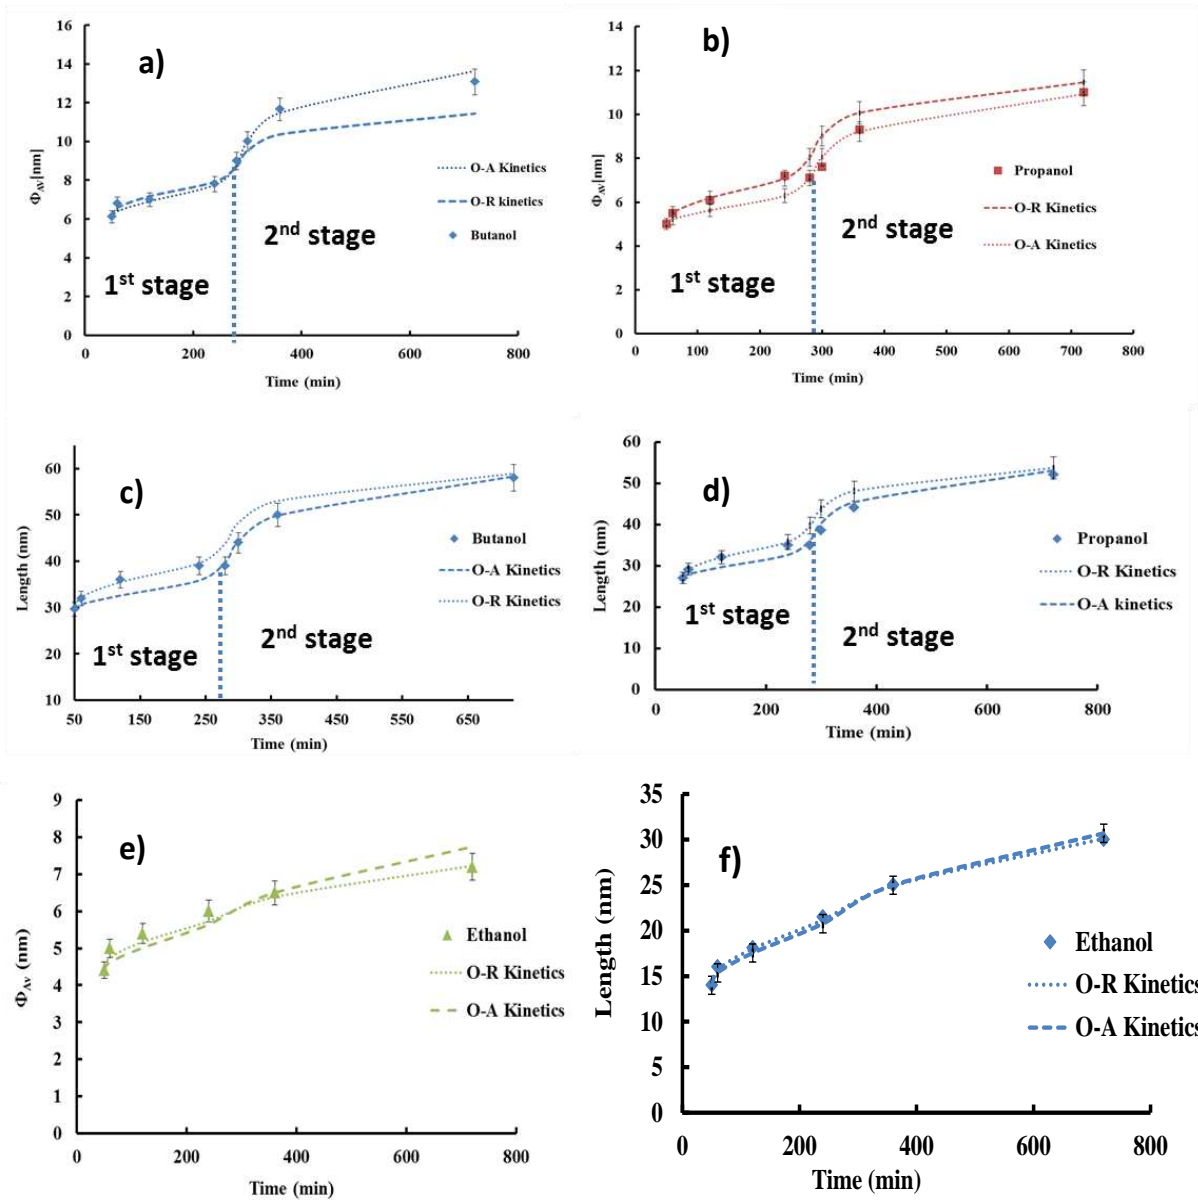 a)
16
14
12
10
8
6
4
2
0
Φ_AV[nm]
0 200 400 600 800
Time (min)
O-A Kinetics
O-R kinetics
Butanol
1st stage
2nd stage
b)
14
12
10
8
6
4
2
0
Φ_AV[nm]
0 100 200 300 400 500 600 700 800
Time (min)
Propanol
O-R Kinetics
O-A Kinetics
1st stage
2nd stage
c)
60
50
40
30
20
10
Length (nm)
50 150 250 350 450 550 650
Time (min)
Butanol
O-A Kinetics
O-R Kinetics
1st stage
2nd stage
d)
60
50
40
30
20
10
0
Length (nm)
0 200 400 600 800
Time (min)
Propanol
O-R Kinetics
O-A kinetics
1st stage
2nd stage
e)
9
8
7
6
5
4
3
2
1
0
Φ_AV (nm)
0 200 400 600 800
Time (min)
Ethanol
O-R Kinetics
O-A Kinetics
f)
35
30
25
20
15
10
5
0
Length (nm)
0 200 400 600 800
Time (min)
Ethanol
O-R Kinetics
O-A Kinetics